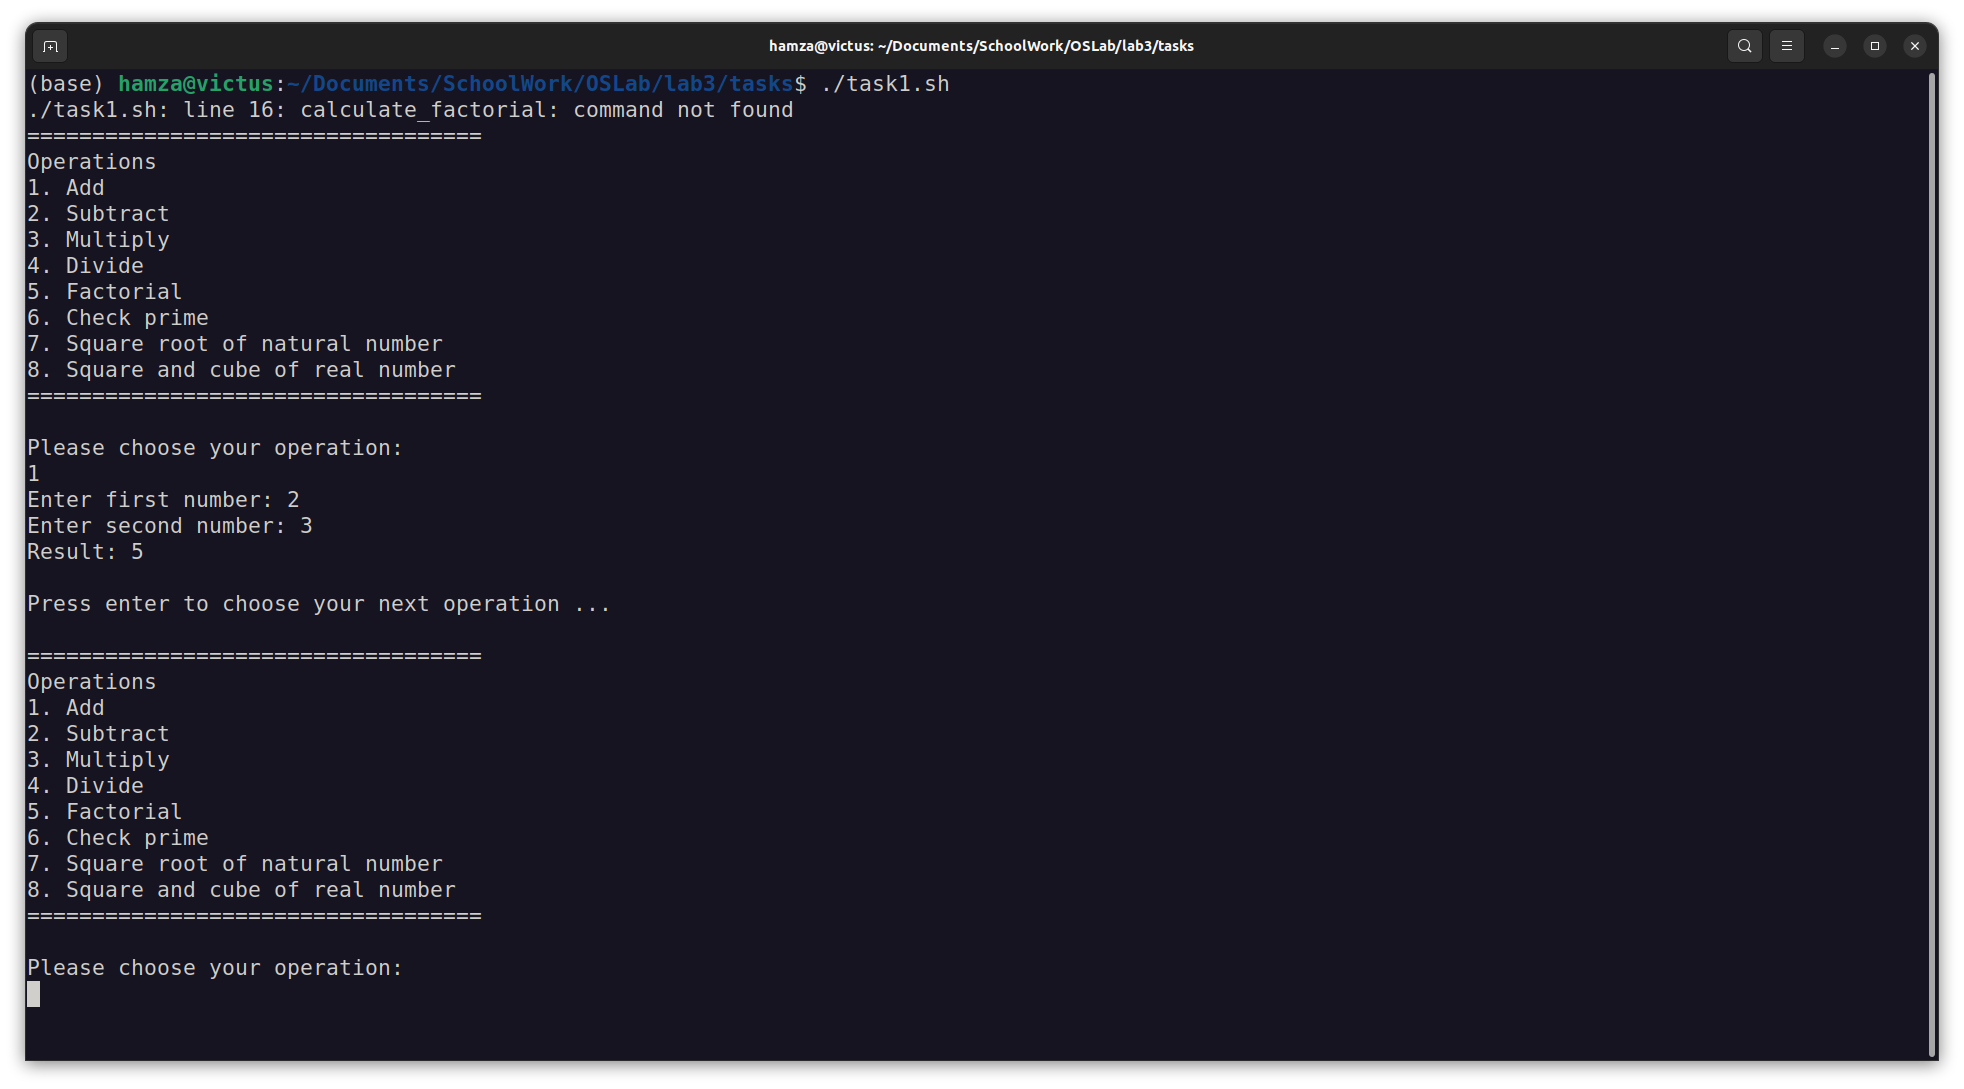 hamza@victus: ~/Documents/SchoolWork/OSLab/lab3/tasks
(base) hamza@victus:~/Documents/SchoolWork/OSLab/lab3/tasks$ ./task1.sh
./task1.sh: line 16: calculate_factorial: command not found
===================================
Operations
1. Add
2. Subtract
3. Multiply
4. Divide
5. Factorial
6. Check prime
7. Square root of natural number
8. Square and cube of real number
===================================
Please choose your operation:
1
Enter first number: 2
Enter second number: 3
Result: 5
Press enter to choose your next operation ...
===================================
Operations
1. Add
2. Subtract
3. Multiply
4. Divide
5. Factorial
6. Check prime
7. Square root of natural number
8. Square and cube of real number
===================================
Please choose your operation: